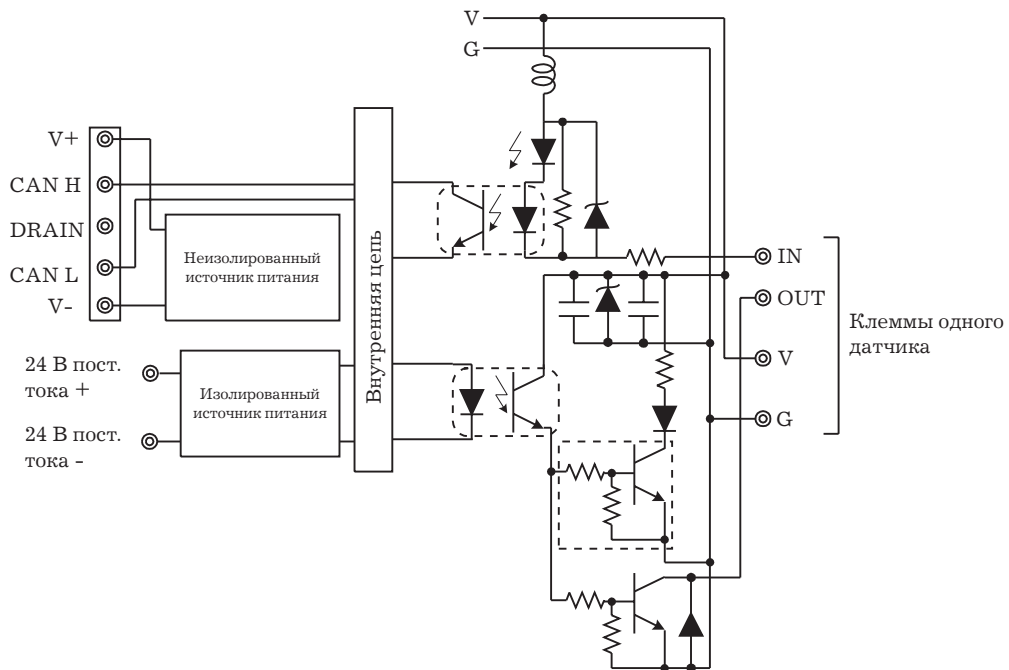 V
G
V+
CAN H
DRAIN
CAN L
V-
Неизолированный
источник питания
Внутренняя цепь
24 В пост.
тока +
24 В пост.
тока -
Изолированный
источник питания
IN
OUT
V
G
Клеммы одного
датчика